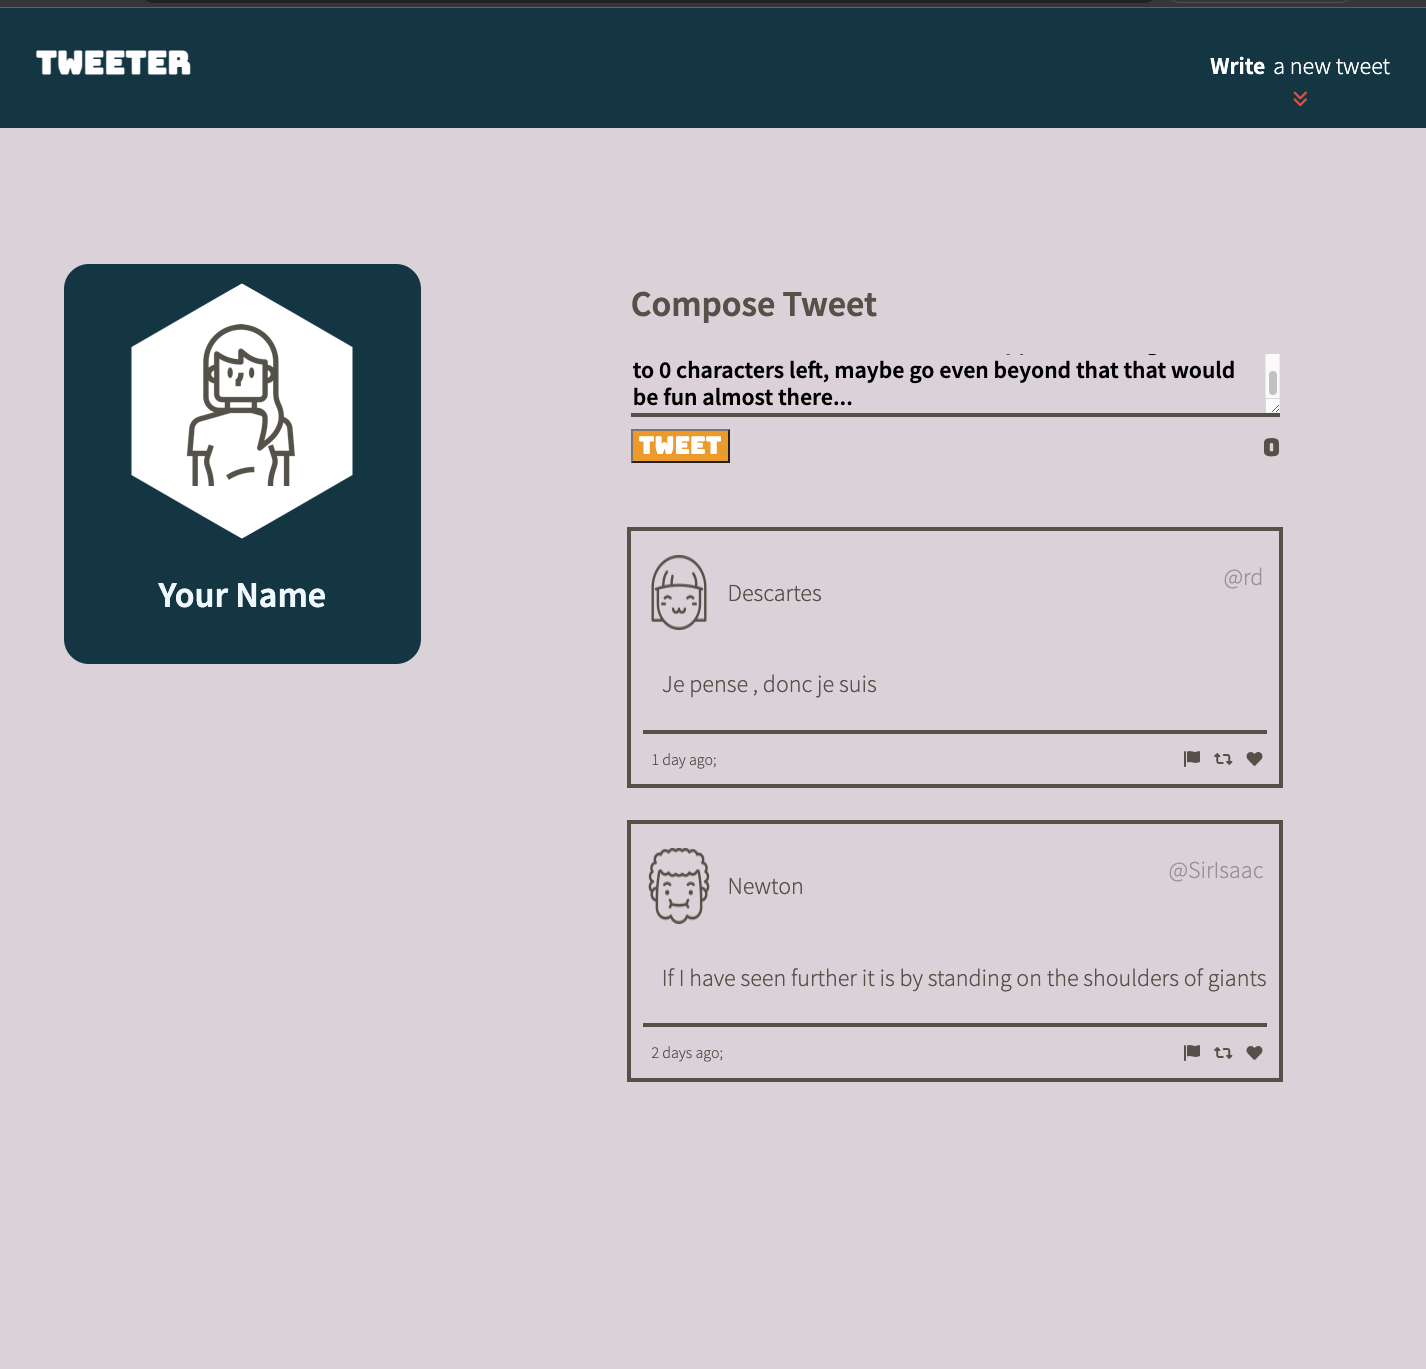 TWEETER
Write a new tweet
Your Name
Compose Tweet
to 0 characters left, maybe go even beyond that that would
be fun almost there...
TWEET
0
Descartes
@rd
Je pense , donc je suis
1 day ago;
Newton
@SirIsaac
If I have seen further it is by standing on the shoulders of giants
2 days ago;